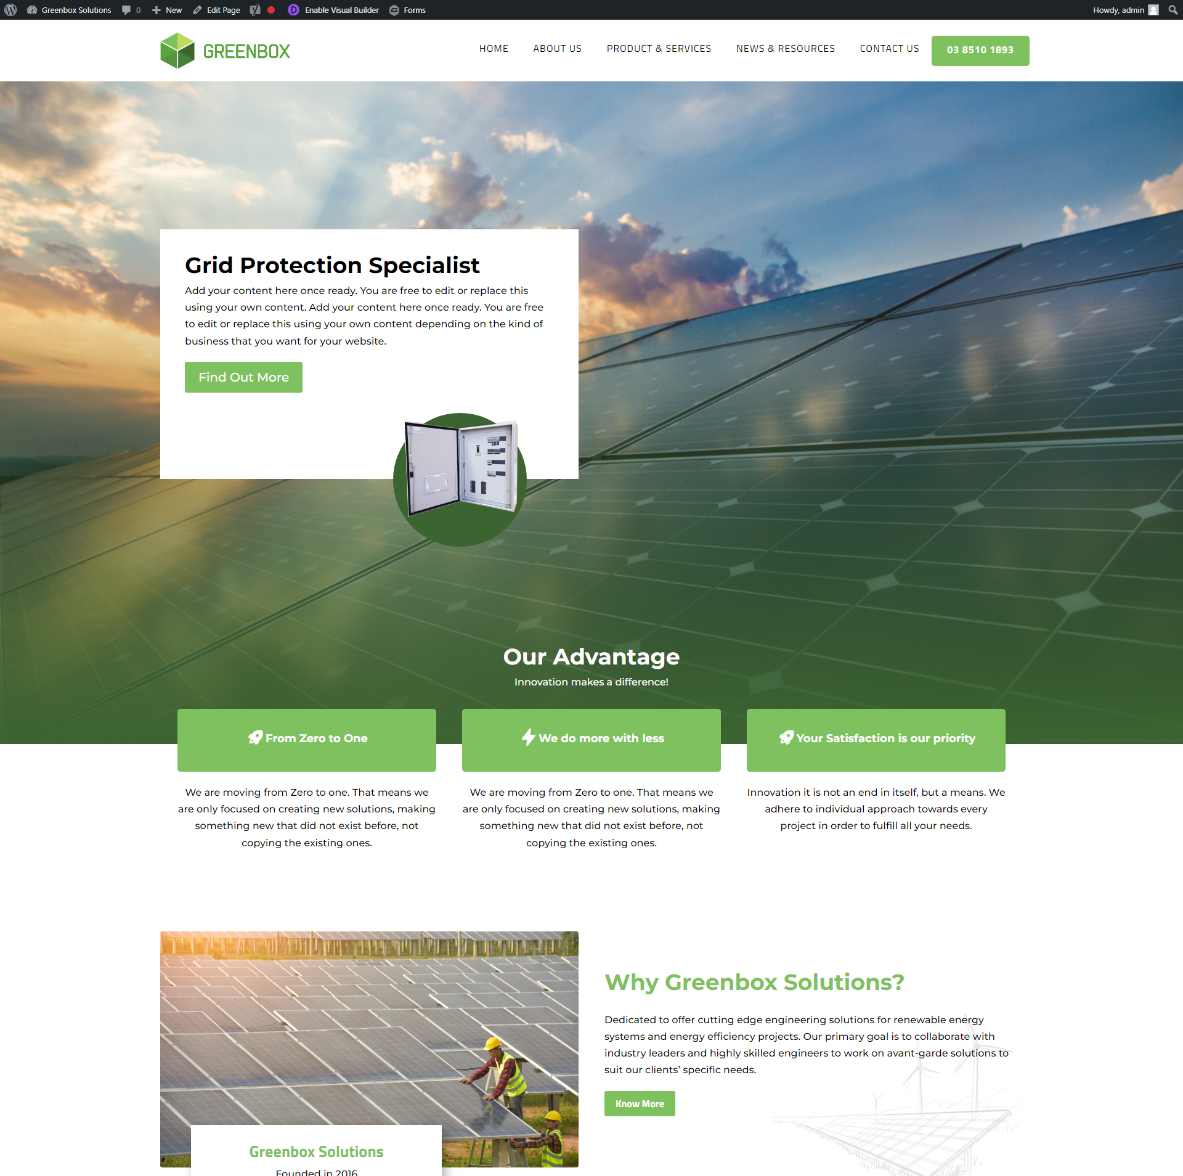 Greenbox Solutions 0 New Edit Page Enable Visual Builder Forms Howdy, admin
GREENBOX HOME ABOUT US PRODUCT & SERVICES NEWS & RESOURCES CONTACT US 03 8510 1893
Grid Protection Specialist
Add your content here once ready. You are free to edit or replace this
using your own content. Add your content here once ready. You are free
to edit or replace this using your own content depending on the kind of
business that you want for your website.
Find Out More
Our Advantage
Innovation makes a difference!
From Zero to One
We are moving from Zero to one. That means we
are only focused on creating new solutions, making
something new that did not exist before, not
copying the existing ones.
We do more with less
We are moving from Zero to one. That means we
are only focused on creating new solutions, making
something new that did not exist before, not
copying the existing ones.
Your Satisfaction is our priority
Innovation it is not an end in itself, but a means. We
adhere to individual approach towards every
project in order to fulfill all your needs.
Why Greenbox Solutions?
Dedicated to offer cutting edge engineering solutions for renewable energy
systems and energy efficiency projects. Our primary goal is to collaborate with
industry leaders and highly skilled engineers to work on avant-garde solutions to
suit our clients’ specific needs.
Know More
Greenbox Solutions
Founded in 2016